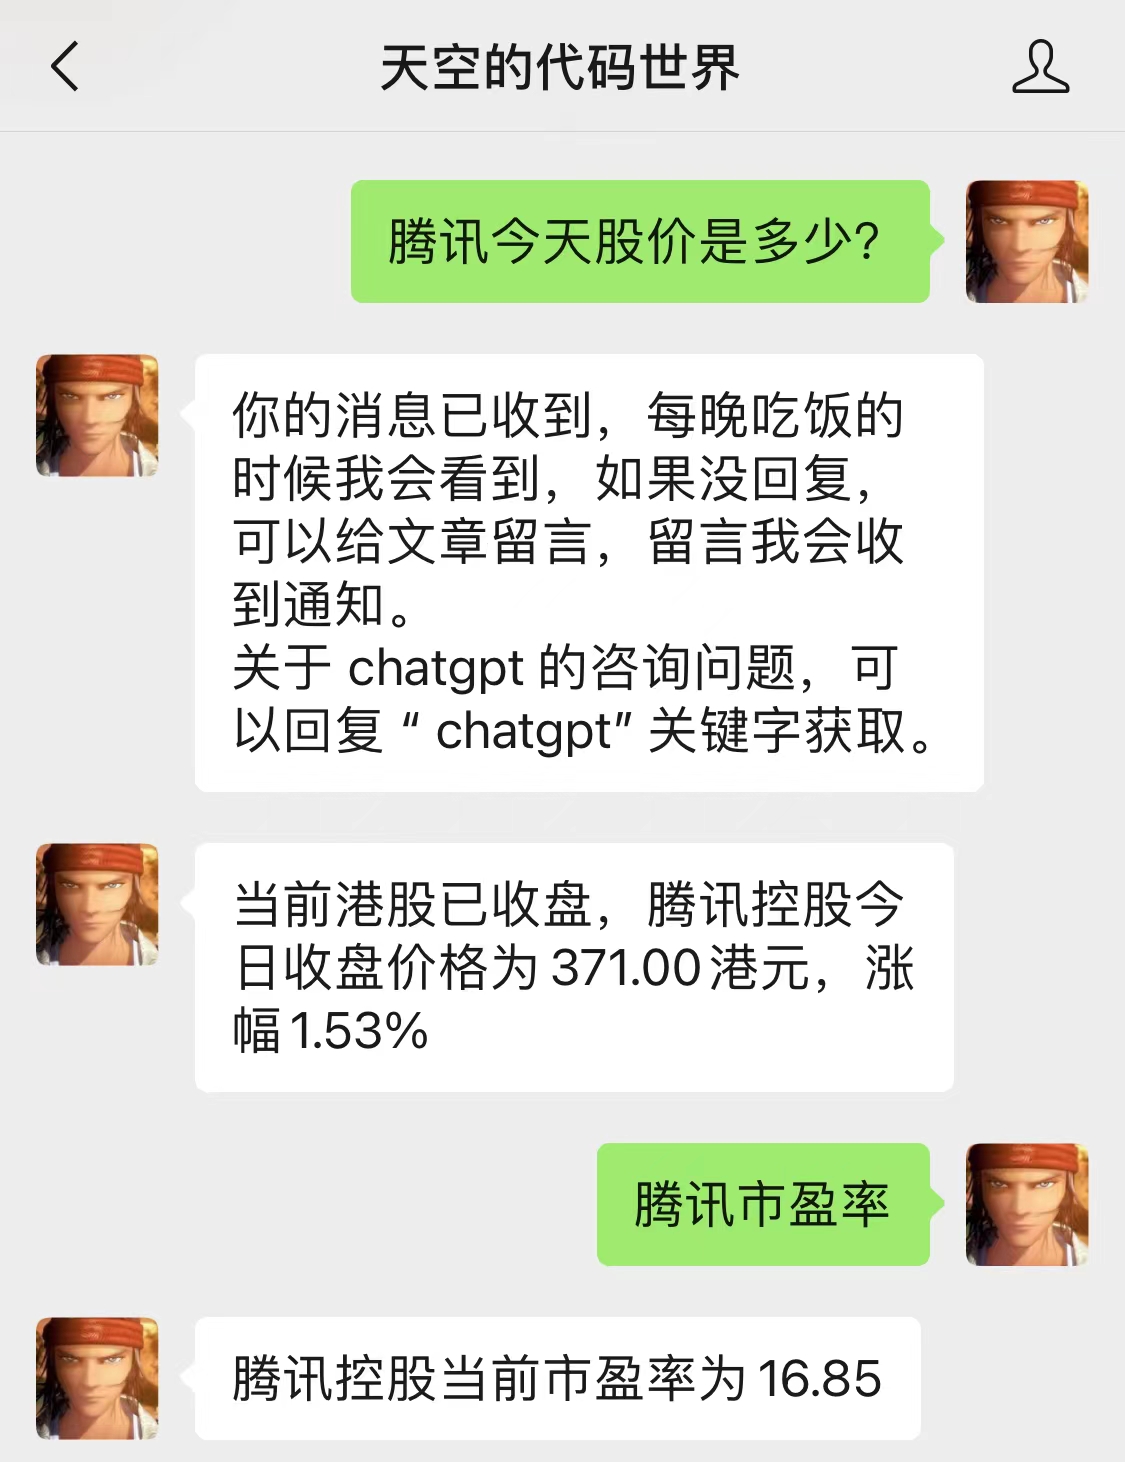 天空的代码世界
腾讯今天股价是多少?
你的消息已收到，每晚吃饭的
时候我会看到，如果没回复，
可以给文章留言，留言我会收
到通知。
关于 chatgpt 的咨询问题，可
以回复 “ chatgpt” 关键字获取。
当前港股已收盘，腾讯控股今
日收盘价格为 371.00 港元，涨
幅 1.53%
腾讯市盈率
腾讯控股当前市盈率为 16.85